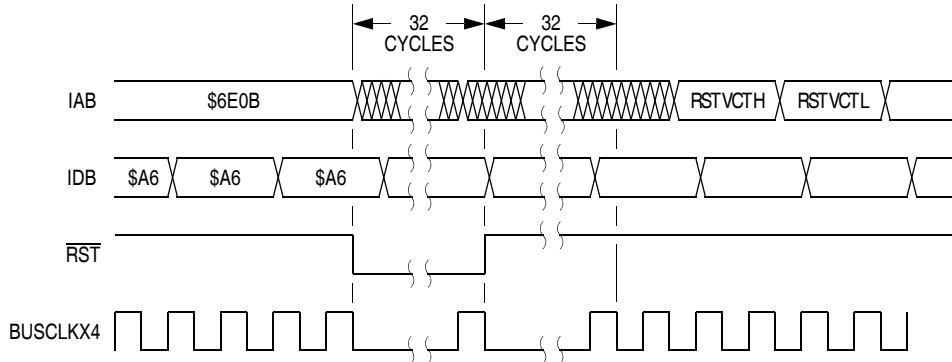 32
CYCLES
32
CYCLES
IAB
$6E0B
RSTVCTH
RSTVCTL
IDB
$A6
$A6
$A6
RST
BUSCLKX4